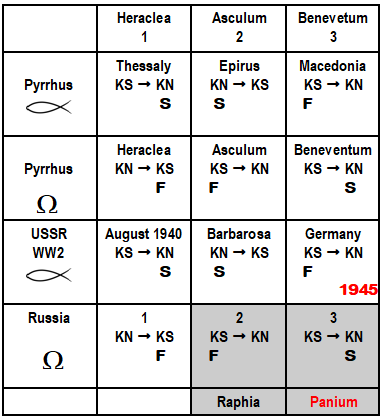 Heraclea
1
Asculum
2
Benevetum
3
Pyrrhus
Thessaly
KS → KN
S
Epirus
KN → KS
S
Macedonia
KS → KN
F
Pyrrhus
Ω
Heraclea
KN → KS
F
Asculum
KS → KN
F
Beneventum
KS → KN
S
USSR
WW2
August 1940
KS → KN
S
Barbarosa
KN → KS
S
Germany
KS → KN
F
1945
Russia
Ω
1
KN → KS
F
2
KS → KN
F
3
KS → KN
S
Raphia
Panium